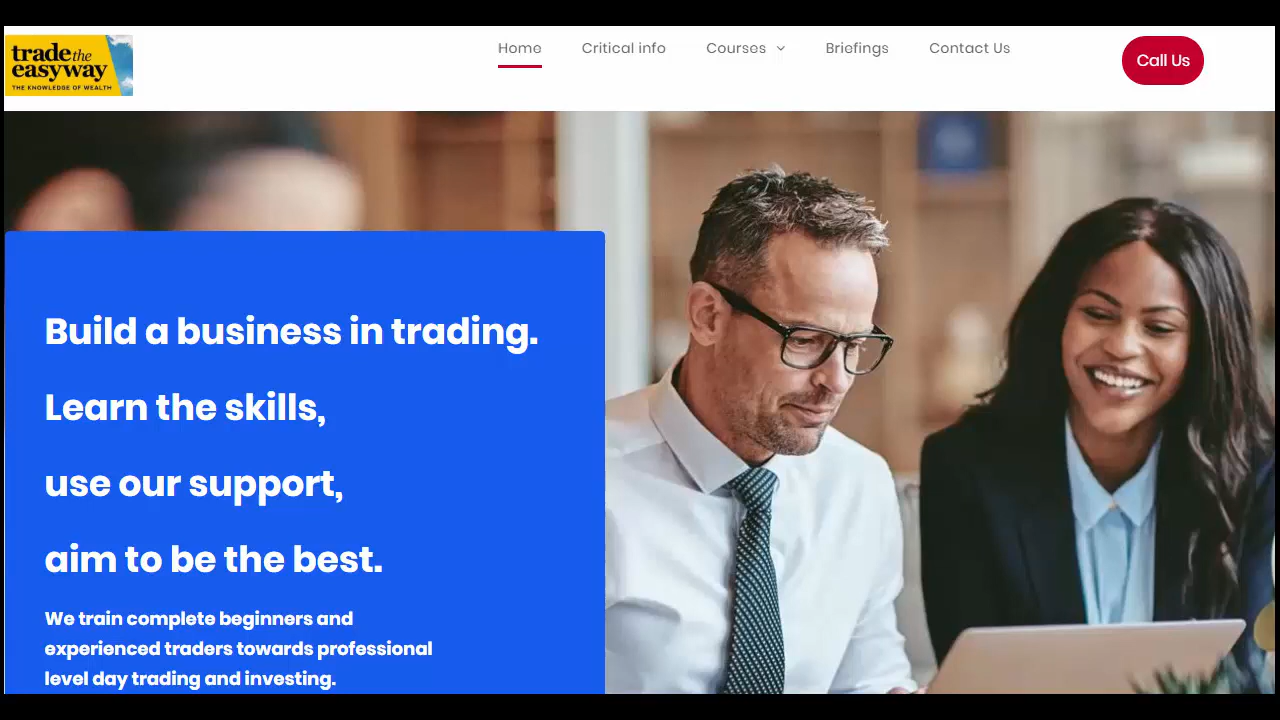 trade the
easyway
THE KNOWLEDGE OF WEALTH
Home Critical info Courses Briefings Contact Us
Call Us
Build a business in trading.
Learn the skills,
use our support,
aim to be the best.
We train complete beginners and
experienced traders towards professional
level day trading and investing.